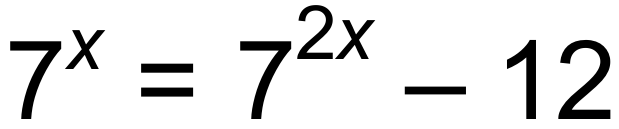 7^x = 7^{2x} – 12